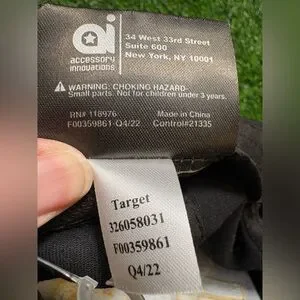 ai
accessory
innovations
34 West 33rd Street
Suite 600
New York, NY 10001
WARNING: CHOKING HAZARD-
Small parts. Not for children under 3 years.
RN# 118976 Made in China
F00359861-Q4/22 Control#21335
Target
326058031
F00359861
Q4/22